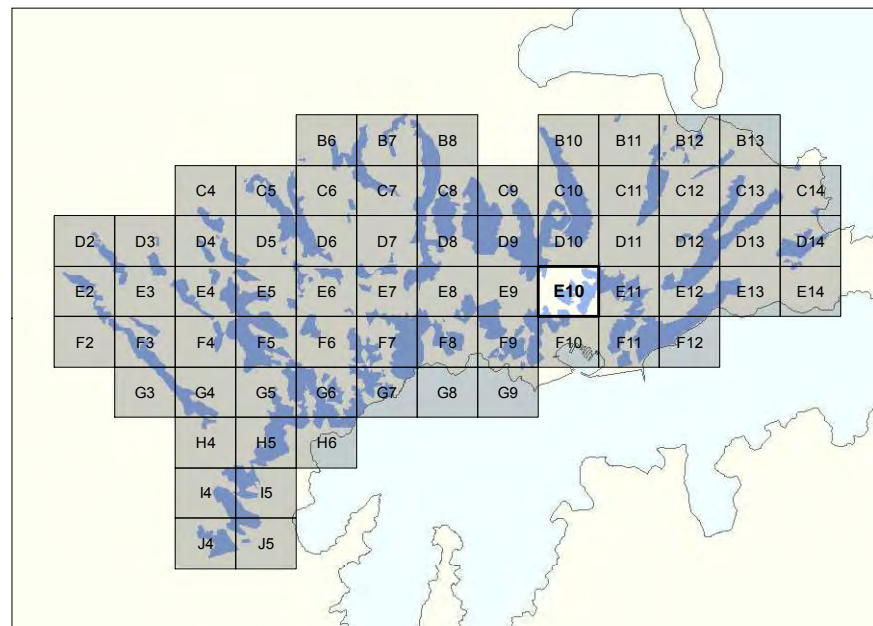 B6 B7 B8 B10 B11 B12 B13
C4 C5 C6 C7 C8 C9 C10 C11 C12 C13 C14
D2 D3 D4 D5 D6 D7 D8 D9 D10 D11 D12 D13 D14
E2 E3 E4 E5 E6 E7 E8 E9 E10 E11 E12 E13 E14
F2 F3 F4 F5 F6 F7 F8 F9 F10 F11 F12
G3 G4 G5 G6 G7 G8 G9
H4 H5 H6
I4 I5
J4 J5